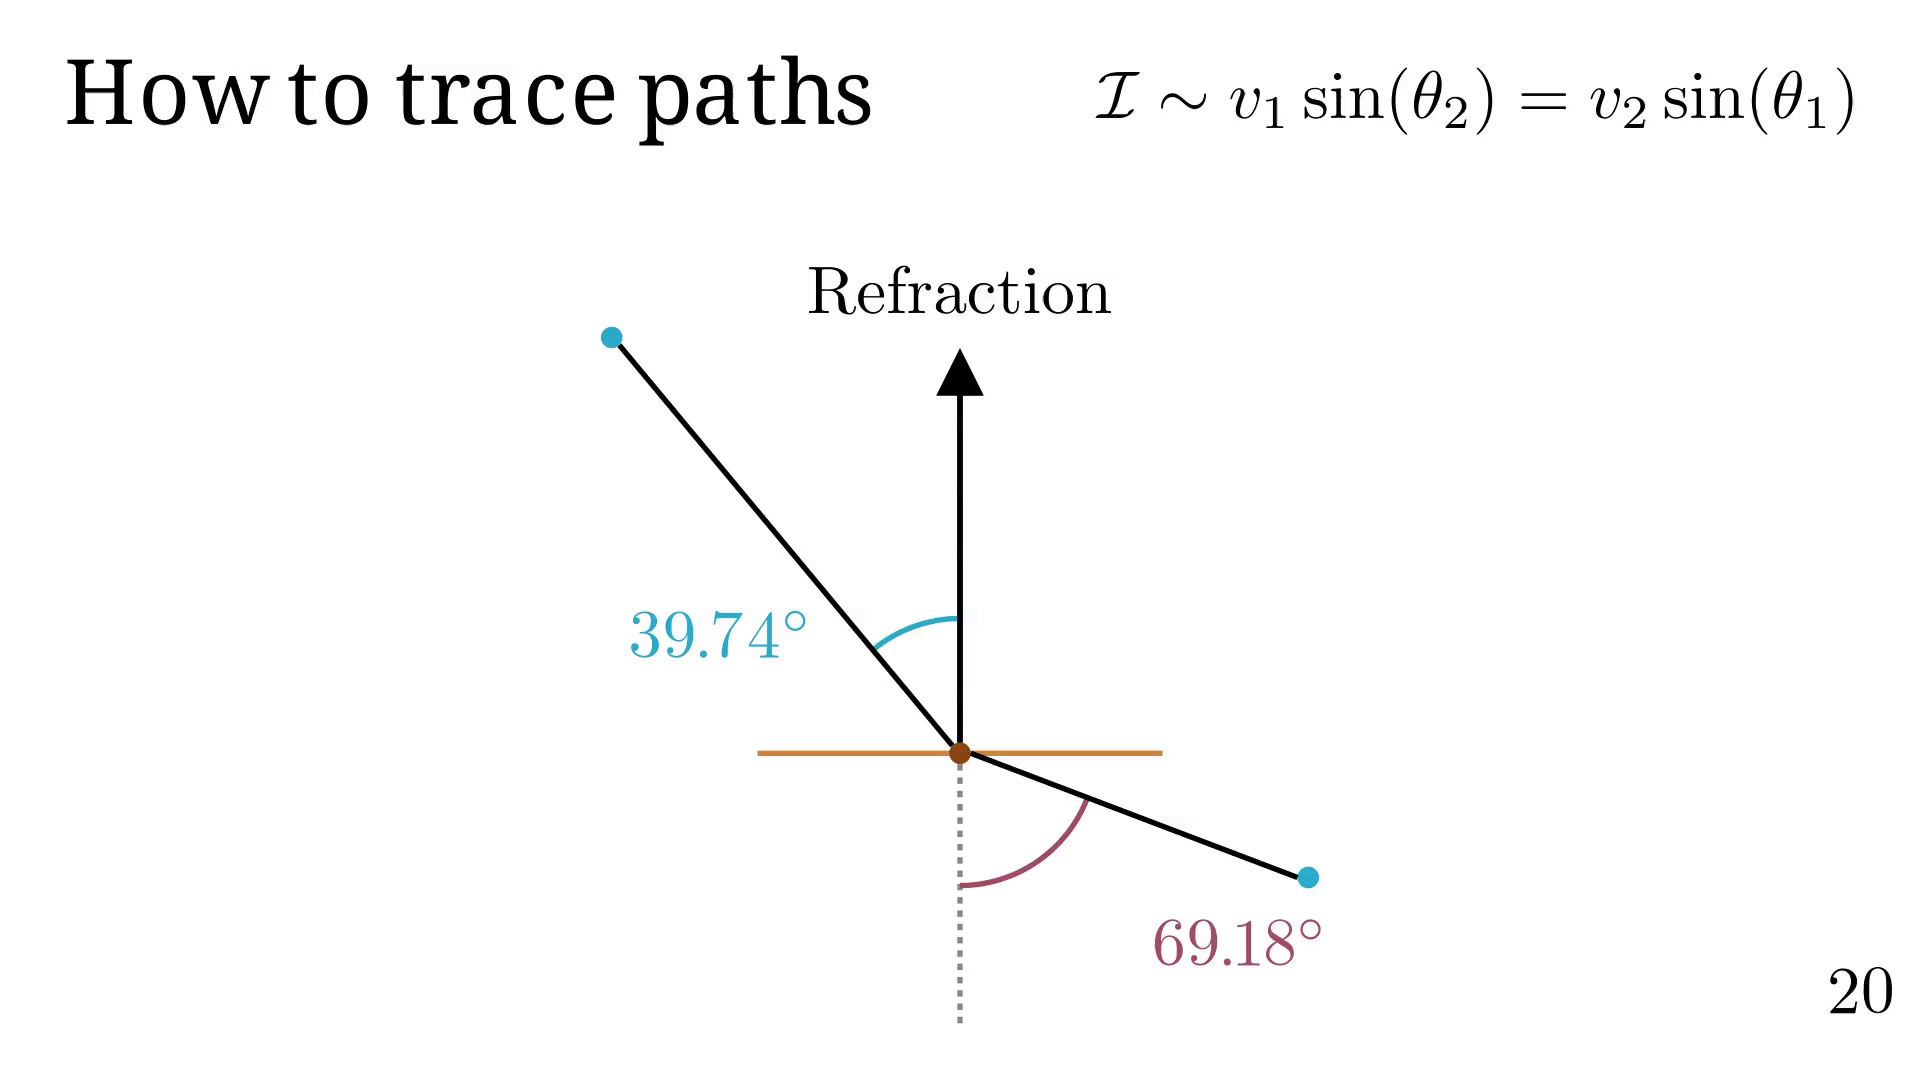 How to trace paths
𝓘 ∼ v₁ sin(θ₂) = v₂ sin(θ₁)
Refraction
39.74°
69.18°
20